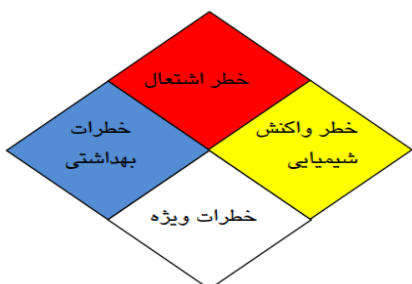 خطر اشتعال
خطرات
بهداشتی
خطر واکنش
شیمیایی
خطرات ویژه